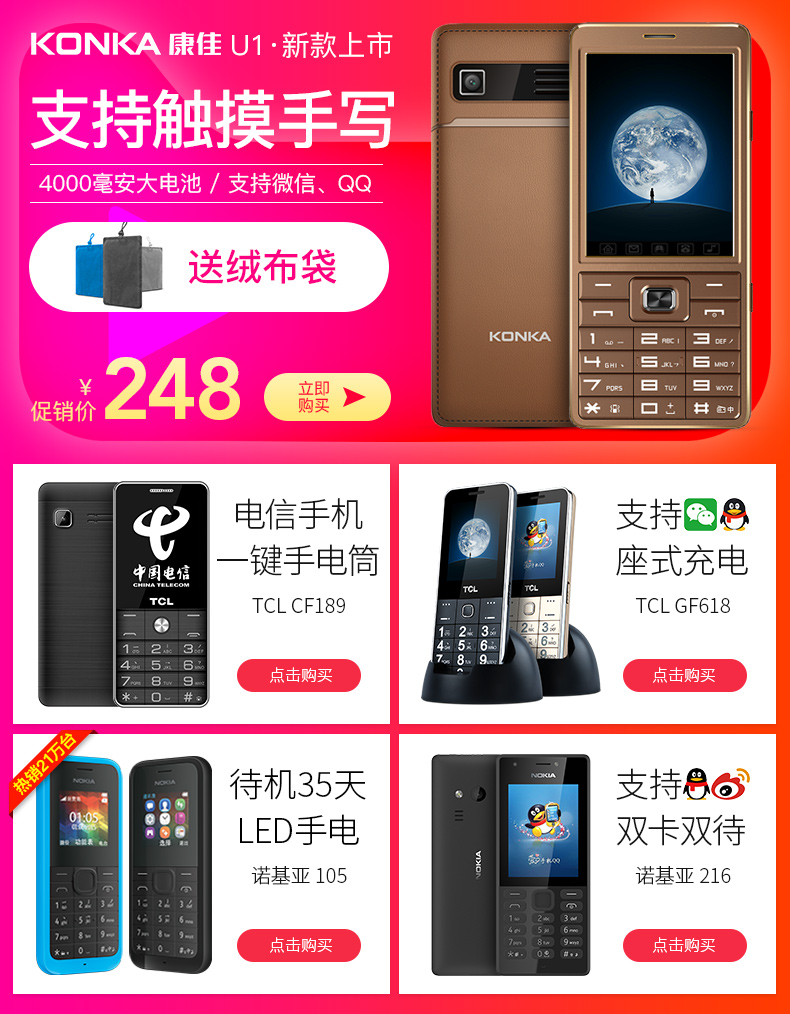 KONKA 康佳 U1·新款上市
支持触摸手写
4000毫安大电池 / 支持微信、QQ
送绒布袋
¥
促销价 248
立即
购买
KONKA
1
2 ABC
3 DEF
4 GHI
5 JKL
6 MNO
7 PQRS
8 TUV
9 WXYZ
中国电信
CHINA TELECOM
TCL
电信手机
一键手电筒
TCL CF189
点击购买
TCL
TCL
支持
座式充电
TCL GF618
点击购买
热销21万台
NOKIA
01:05
NOKIA
选择
待机35天
LED手电
诺基亚 105
点击购买
NOKIA
NOKIA
支持
双卡双待
诺基亚 216
点击购买